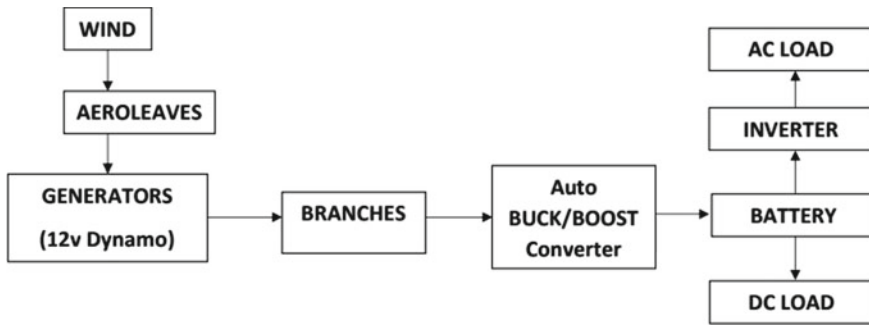 WIND
AEROLEAVES
GENERATORS
(12v Dynamo)
BRANCHES
Auto
BUCK/BOOST
Converter
AC LOAD
INVERTER
BATTERY
DC LOAD